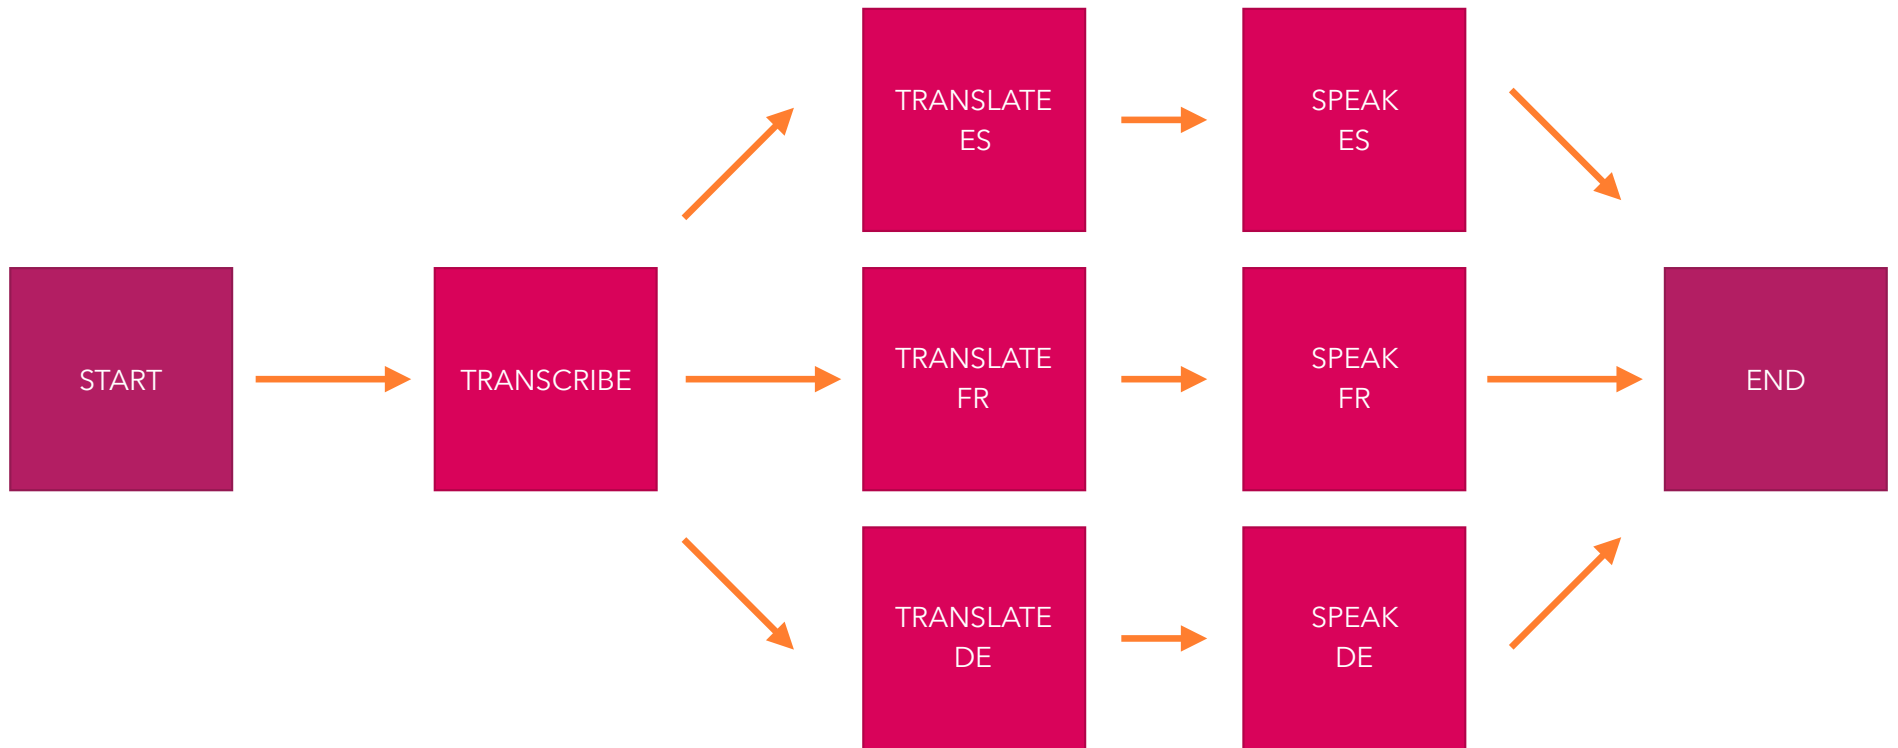 START
TRANSCRIBE
TRANSLATE
ES
SPEAK
ES
TRANSLATE
FR
SPEAK
FR
TRANSLATE
DE
SPEAK
DE
END